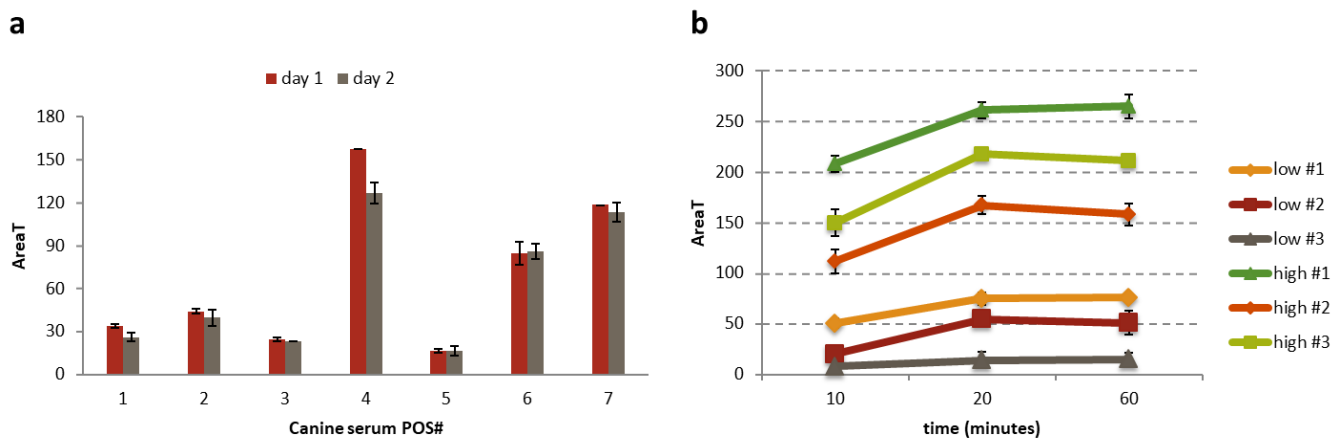 a
day 1 day 2
AreaT
180
150
120
90
60
30
0
1 2 3 4 5 6 7
Canine serum POS#
b
AreaT
300
250
200
150
100
50
0
10 20 60
time (minutes)
low #1
low #2
low #3
high #1
high #2
high #3